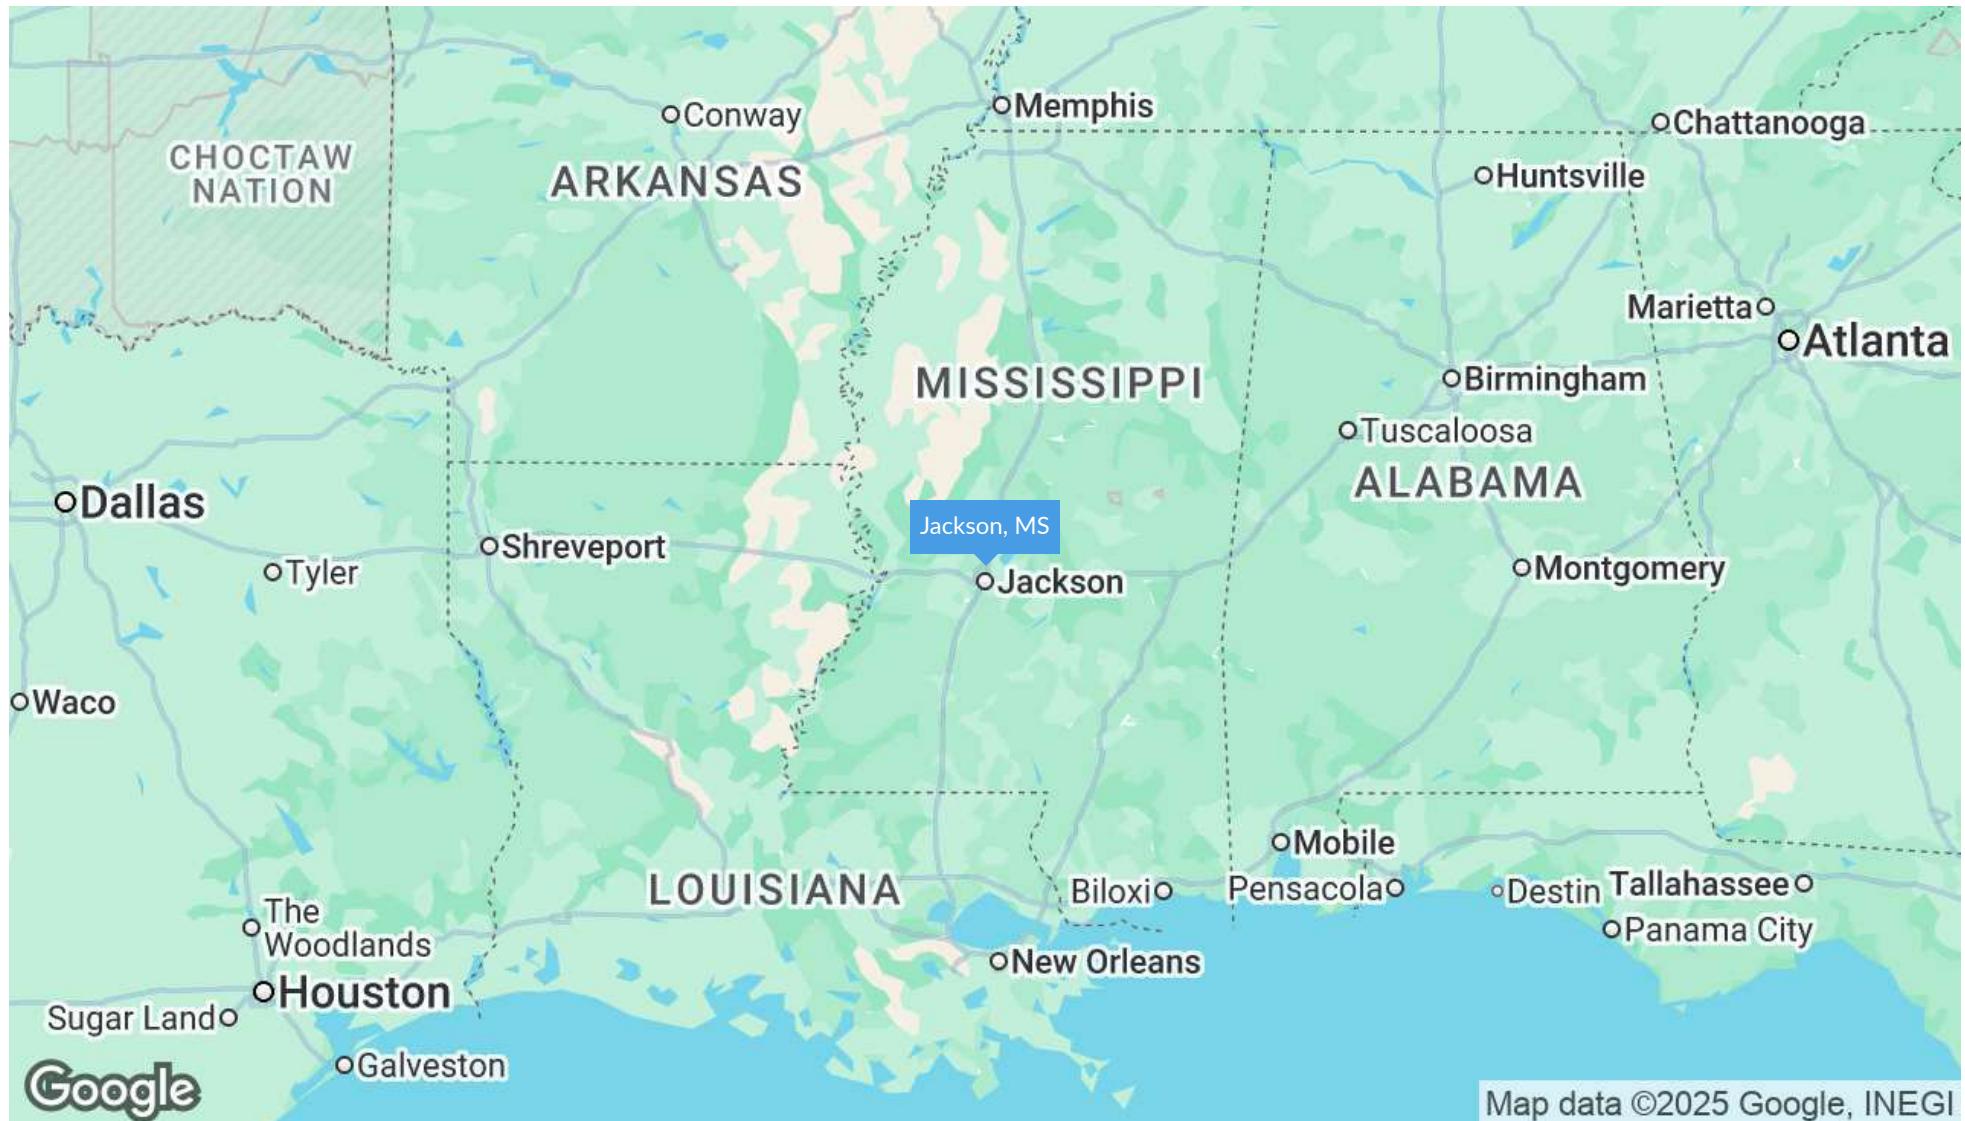 Memphis
Conway
Chattanooga
CHOCTAW
NATION
ARKANSAS
Huntsville
Marietta
Atlanta
MISSISSIPPI
Birmingham
Tuscaloosa
ALABAMA
Dallas
Jackson, MS
Shreveport
Tyler
Jackson
Montgomery
Waco
Mobile
LOUISIANA
Biloxi
Pensacola
Destin
Tallahassee
The
Woodlands
Panama City
New Orleans
Houston
Sugar Land
Galveston
Google
Map data ©2025 Google, INEGI